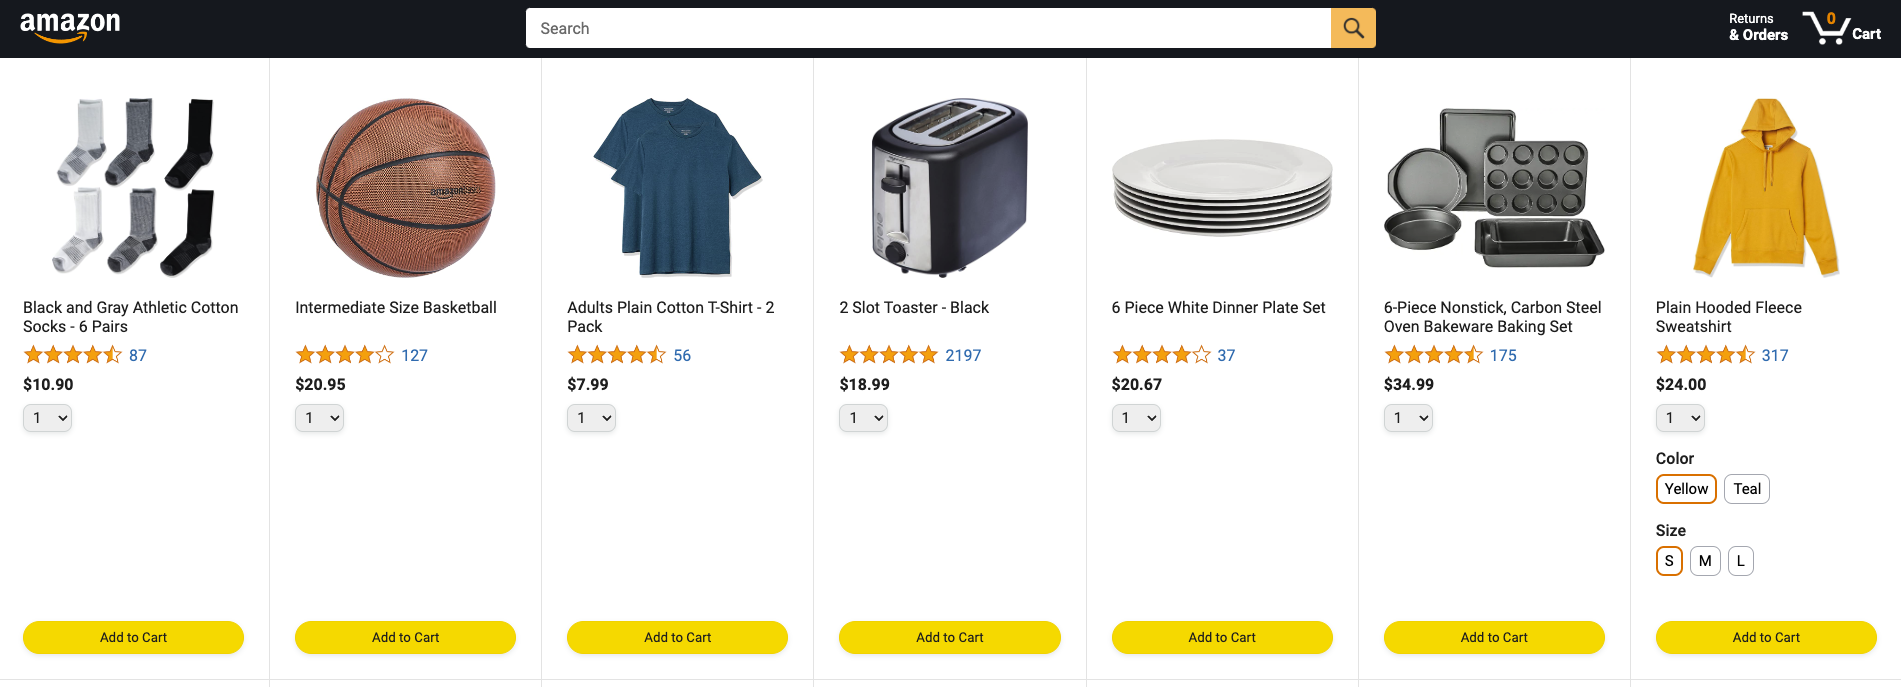 amazon
Search
Returns
& Orders
0
Cart
Black and Gray Athletic Cotton
Socks - 6 Pairs
87
$10.90
1
Add to Cart
Intermediate Size Basketball
127
$20.95
1
Add to Cart
Adults Plain Cotton T-Shirt - 2
Pack
56
$7.99
1
Add to Cart
2 Slot Toaster - Black
2197
$18.99
1
Add to Cart
6 Piece White Dinner Plate Set
37
$20.67
1
Add to Cart
6-Piece Nonstick, Carbon Steel
Oven Bakeware Baking Set
175
$34.99
1
Add to Cart
Plain Hooded Fleece
Sweatshirt
317
$24.00
1
Color
Yellow
Teal
Size
S
M
L
Add to Cart